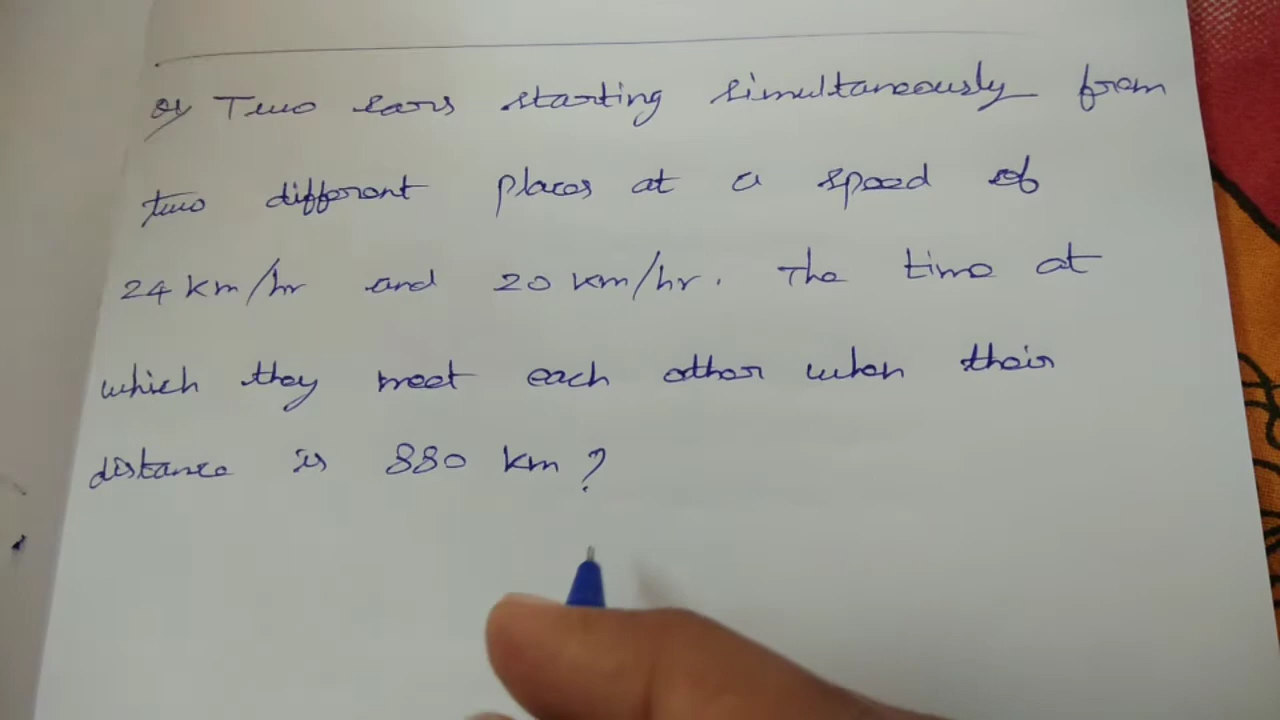 Q) Two cars starting simultaneously from
two different places at a speed of
24 km/hr and 20 km/hr. The time at
which they meet each other when their
distance is 880 km?